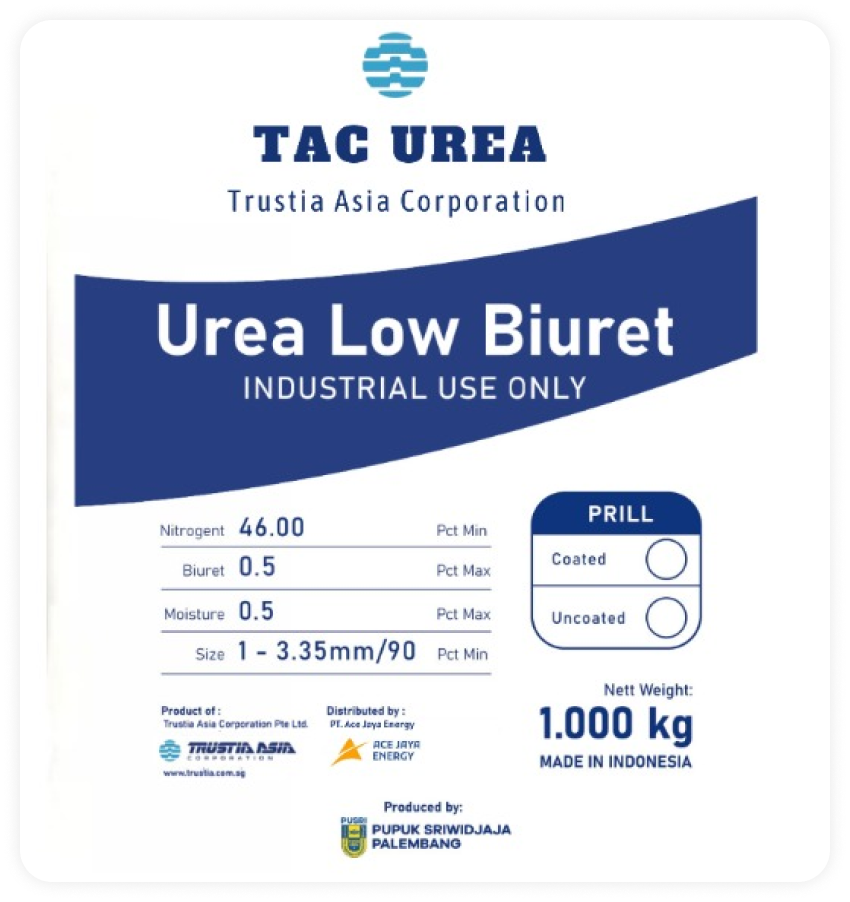 TAC UREA
Trustia Asia Corporation
Urea Low Biuret
INDUSTRIAL USE ONLY
Nitrogent 46.00 Pct Min
Biuret 0.5 Pct Max
Moisture 0.5 Pct Max
Size 1 - 3.35mm/90 Pct Min
PRILL
Coated
Uncoated
Nett Weight:
1.000 kg
MADE IN INDONESIA
Product of :
Trustia Asia Corporation Pte Ltd.
TRUSTIA ASIA
CORPORATION
www.trustia.com.sg
Distributed by :
PT. Ace Jaya Energy
ACE JAYA
ENERGY
Produced by:
PUSRI
PUPUK SRIWIDJAJA
PALEMBANG